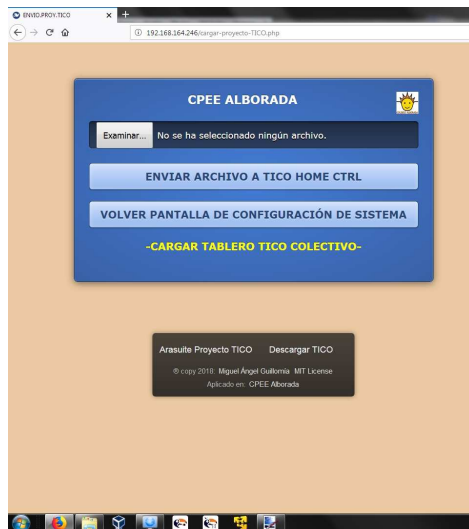 ENVIO.PROY.TICO
192.168.164.246/cargar-proyecto-TICO.php
CPEE ALBORADA
Examinar... No se ha seleccionado ningún archivo.
ENVIAR ARCHIVO A TICO HOME CTRL
VOLVER PANTALLA DE CONFIGURACIÓN DE SISTEMA
-CARGAR TABLERO TICO COLECTIVO-
Arasuite Proyecto TICO Descargar TICO
® copy 2018: Miguel Ángel Guillomía MIT License
Aplicado en: CPEE Alborada